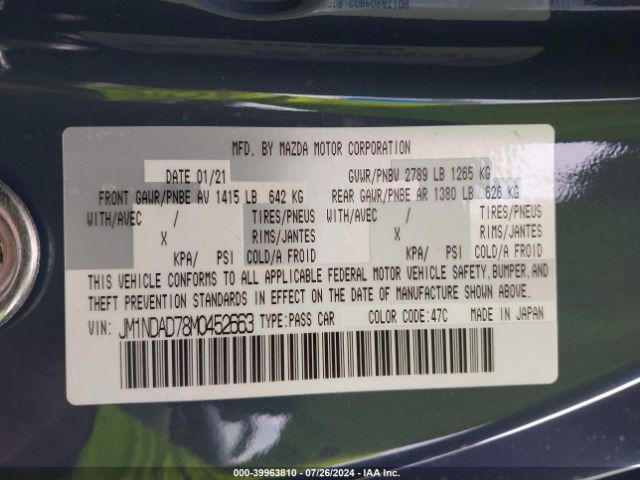 MFD. BY MAZDA MOTOR CORPORATION
DATE 01/21 GVWR/PNBV 2789 LB 1265 KG
FRONT GAWR/PNBE AV 1415 LB 642 KG REAR GAWR/PNBE AR 1380 LB 626 KG
WITH/AVEC / TIRES/PNEUS WITH/AVEC / TIRES/PNEUS
X RIMS/JANTES X RIMS/JANTES
KPA/ PSI COLD/A FROID KPA/ PSI COLD/A FROID
THIS VEHICLE CONFORMS TO ALL APPLICABLE FEDERAL MOTOR VEHICLE SAFETY,BUMPER,AND
THEFT PREVENTION STANDARDS IN EFFECT ON THE DATE OF MANUFACTURE SHOWN ABOVE.
VIN: JM1NDAD78M0452663 TYPE:PASS CAR COLOR CODE:47C MADE IN JAPAN
000-39963810 - 07/26/2024 - IAA Inc.